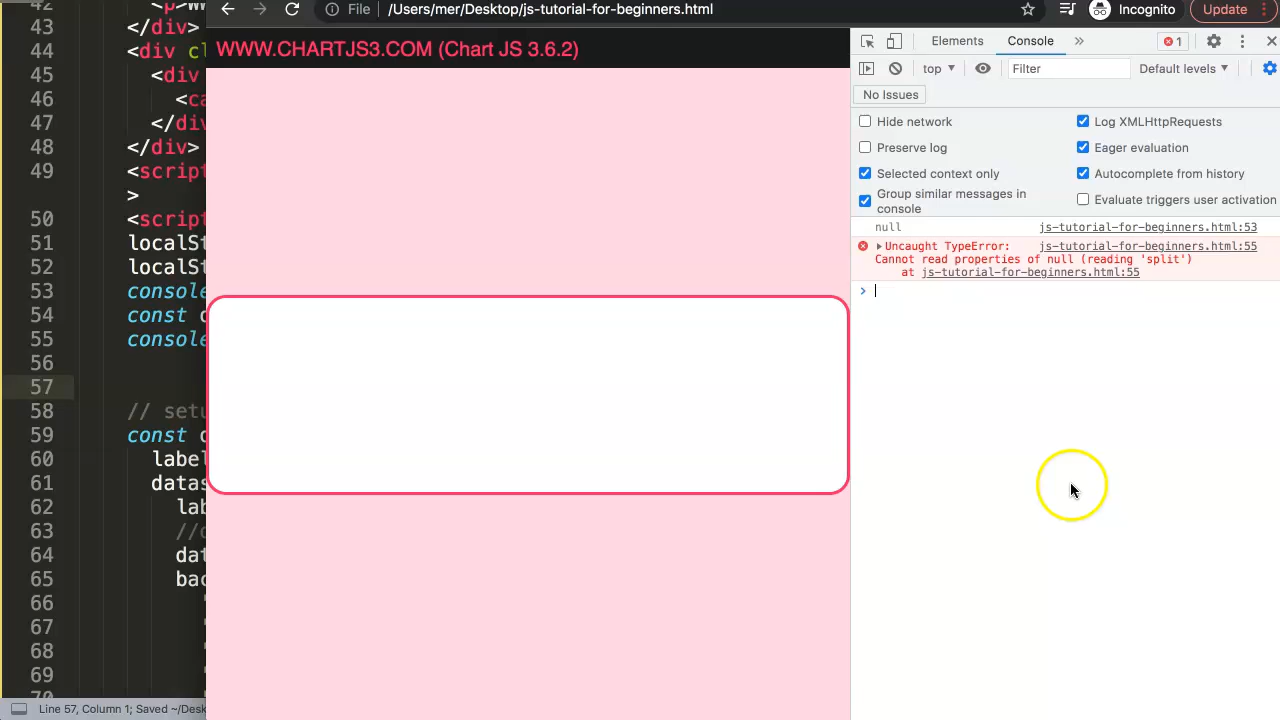 File /Users/mer/Desktop/js-tutorial-for-beginners.html Incognito Update
WWW.CHARTJS3.COM (Chart JS 3.6.2)
42 <p>WW
43 </div>
44 <div cl
45 <div
46 <ca
47 </div>
48 </div>
49 <script
>
50 <script
51 localSt
52 localSt
53 console
54 const d
55 console
56
57
58 // setu
59 const d
60 label
61 datas
62 lab
63 //d
64 dat
65 bac
66
67
68
69
70
Line 57, Column 1; Saved ~/Desk
Elements Console » 1
top Filter Default levels
No Issues
Hide network Log XMLHttpRequests
Preserve log Eager evaluation
Selected context only Autocomplete from history
Group similar messages in Evaluate triggers user activation
console
null js-tutorial-for-beginners.html:53
Uncaught TypeError: js-tutorial-for-beginners.html:55
Cannot read properties of null (reading 'split')
at js-tutorial-for-beginners.html:55
>